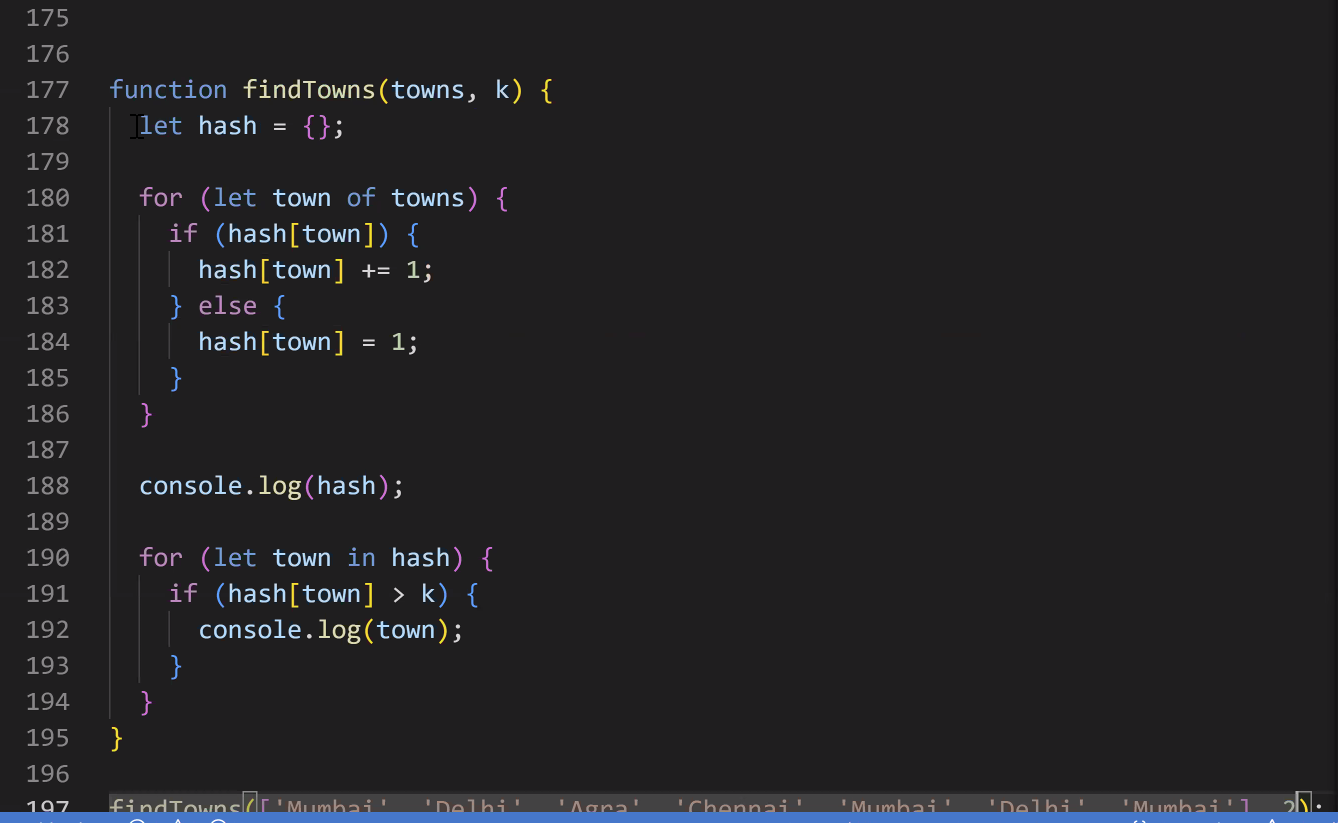 175
176
177 function findTowns(towns, k) {
178 let hash = {};
179
180 for (let town of towns) {
181 if (hash[town]) {
182 hash[town] += 1;
183 } else {
184 hash[town] = 1;
185 }
186 }
187
188 console.log(hash);
189
190 for (let town in hash) {
191 if (hash[town] > k) {
192 console.log(town);
193 }
194 }
195 }
196
197 findTowns(['Mumbai', 'Delhi', 'Agra', 'Chennai', 'Mumbai', 'Delhi', 'Mumbai'], 2);